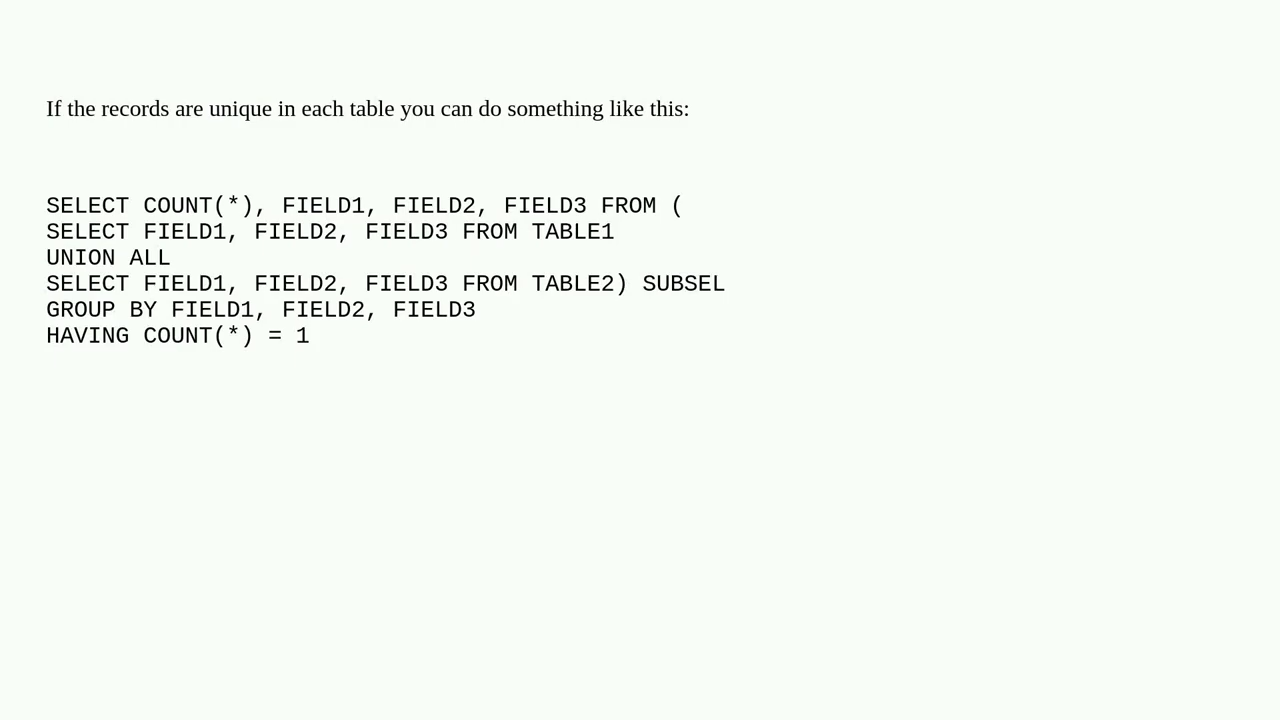 If the records are unique in each table you can do something like this:
SELECT COUNT(*), FIELD1, FIELD2, FIELD3 FROM (
SELECT FIELD1, FIELD2, FIELD3 FROM TABLE1
UNION ALL
SELECT FIELD1, FIELD2, FIELD3 FROM TABLE2) SUBSEL
GROUP BY FIELD1, FIELD2, FIELD3
HAVING COUNT(*) = 1